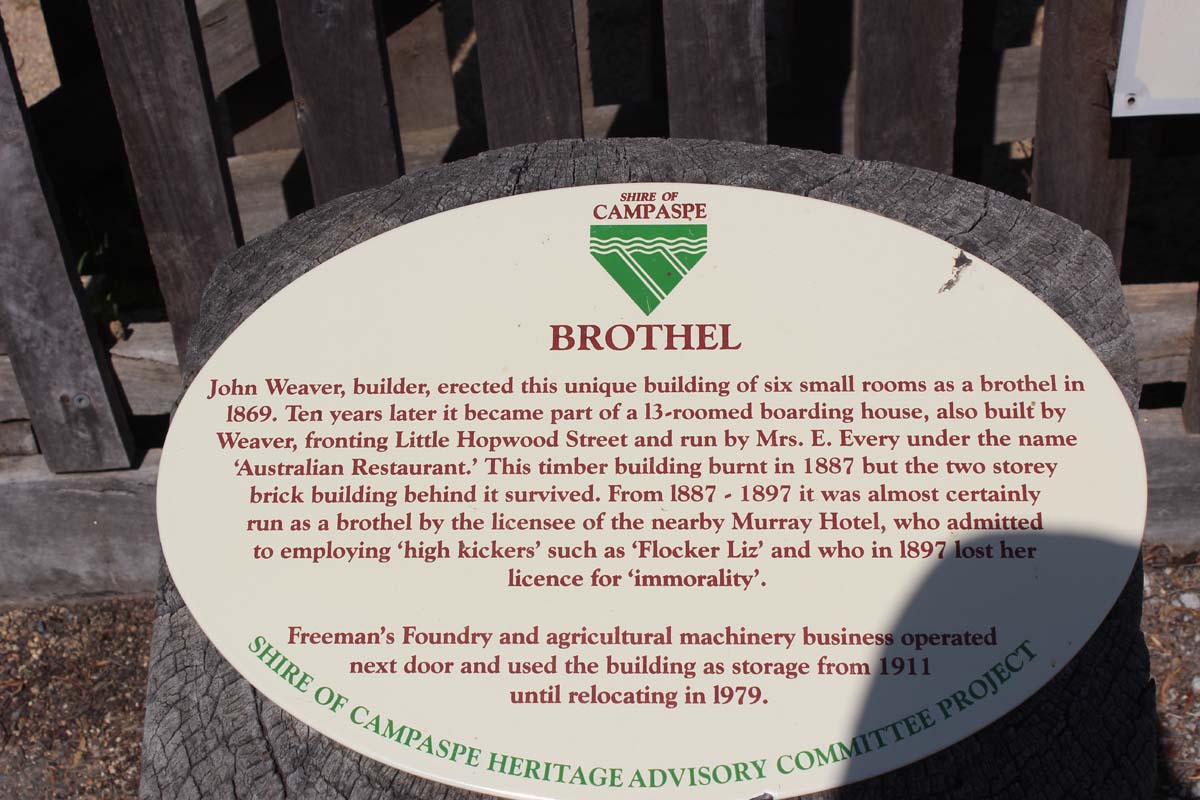 SHIRE OF
CAMPASPE
BROTHEL
John Weaver, builder, erected this unique building of six small rooms as a brothel in
1869. Ten years later it became part of a 13-roomed boarding house, also built by
Weaver, fronting Little Hopwood Street and run by Mrs. E. Every under the name
‘Australian Restaurant.’ This timber building burnt in 1887 but the two storey
brick building behind it survived. From 1887 - 1897 it was almost certainly
run as a brothel by the licensee of the nearby Murray Hotel, who admitted
to employing ‘high kickers’ such as ‘Flocker Liz’ and who in 1897 lost her
licence for ‘immorality’.
Freeman’s Foundry and agricultural machinery business operated
next door and used the building as storage from 1911
until relocating in 1979.
SHIRE OF CAMPASPE HERITAGE ADVISORY COMMITTEE PROJECT